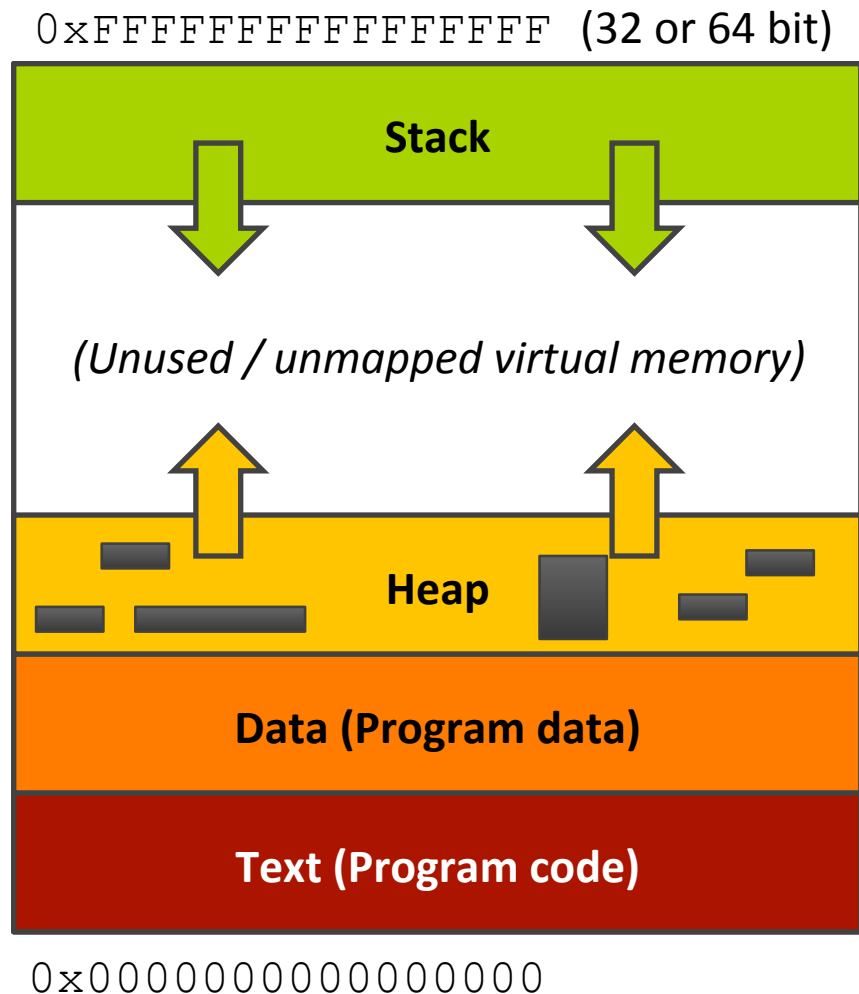 0xFFFFFFFFFFFFFFFF (32 or 64 bit)
Stack
(Unused / unmapped virtual memory)
Heap
Data (Program data)
Text (Program code)
0x0000000000000000